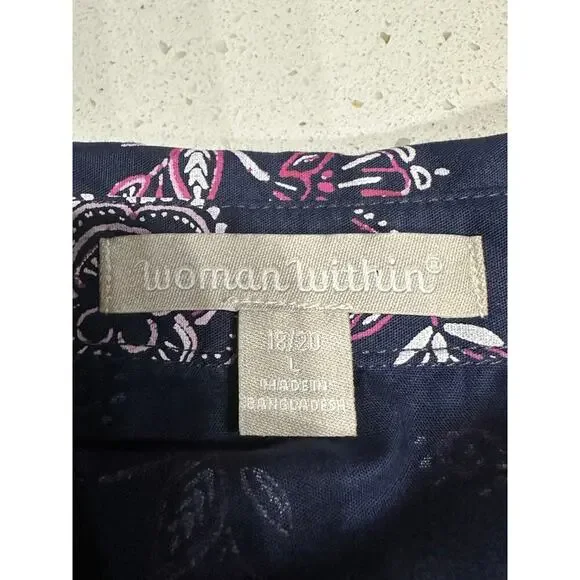 woman within®
18/20
L
MADE IN
BANGLADESH